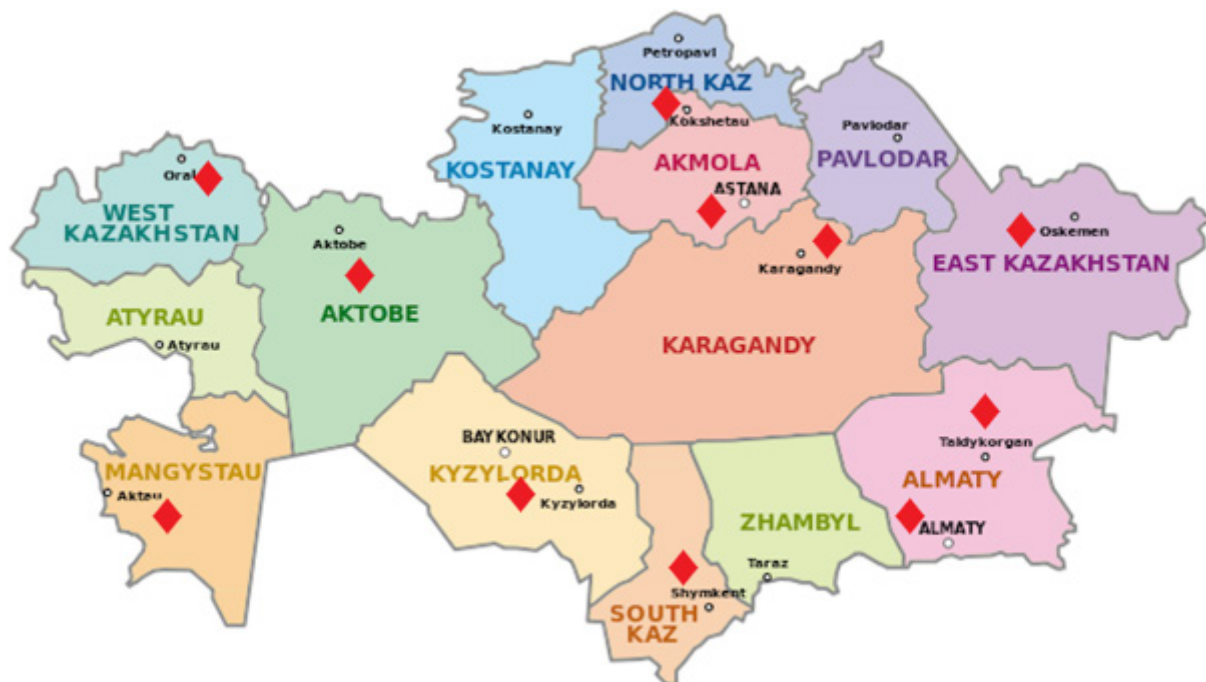 Petropavl
NORTH KAZ
Kokshetau
Kostanay
KOSTANAY
Pavlodar
PAVLODAR
AKMOLA
ASTANA
Oral
WEST
KAZAKHSTAN
Aktobe
AKTOBE
Karagandy
KARAGANDY
Oskemen
EAST KAZAKHSTAN
ATYRAU
Atyrau
MANGYSTAU
Aktau
BAYKONUR
KYZYLORDA
Kyzylorda
Taldykorgan
ALMATY
ALMATY
ZHAMBYL
Taraz
Shymkent
SOUTH
KAZ